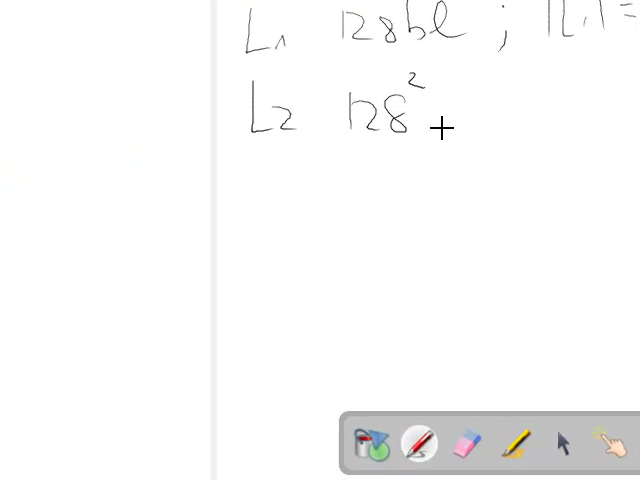 L₁ 128bl ; |L₁| =
L₂ 128²